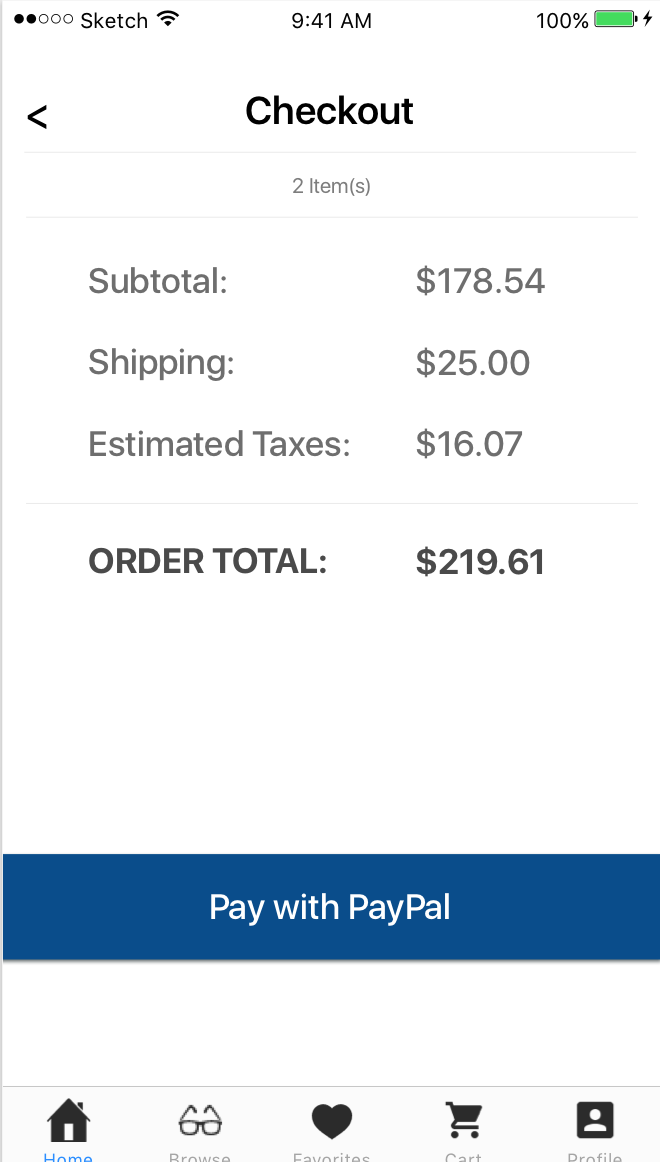 Sketch 9:41 AM 100%
< Checkout
2 Item(s)
Subtotal: $178.54
Shipping: $25.00
Estimated Taxes: $16.07
ORDER TOTAL: $219.61
Pay with PayPal
Home Browse Favorites Cart Profile